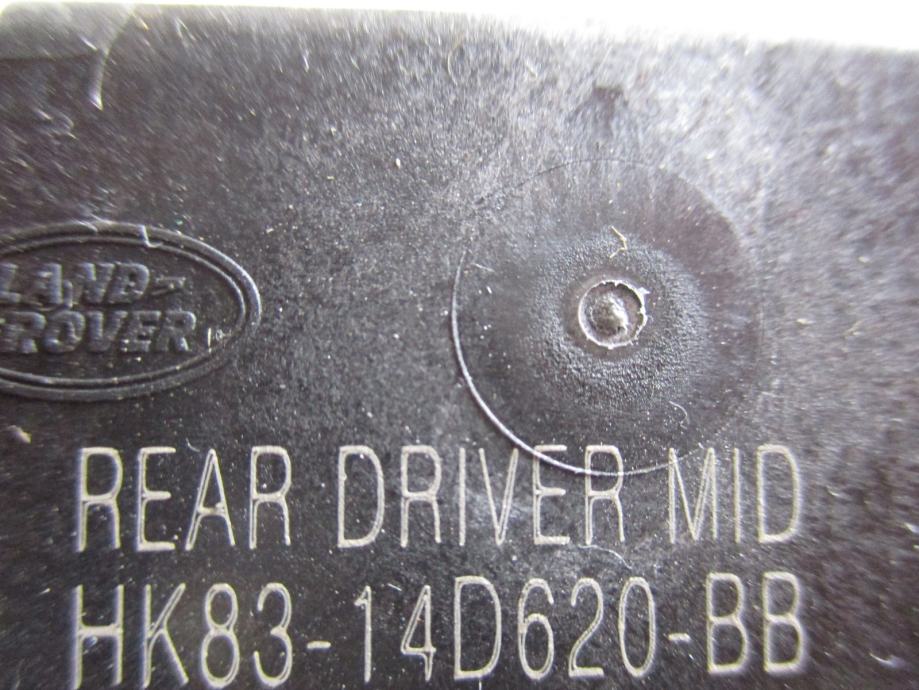 LAND-
ROVER
REAR DRIVER MID
HK83-14D620-BB